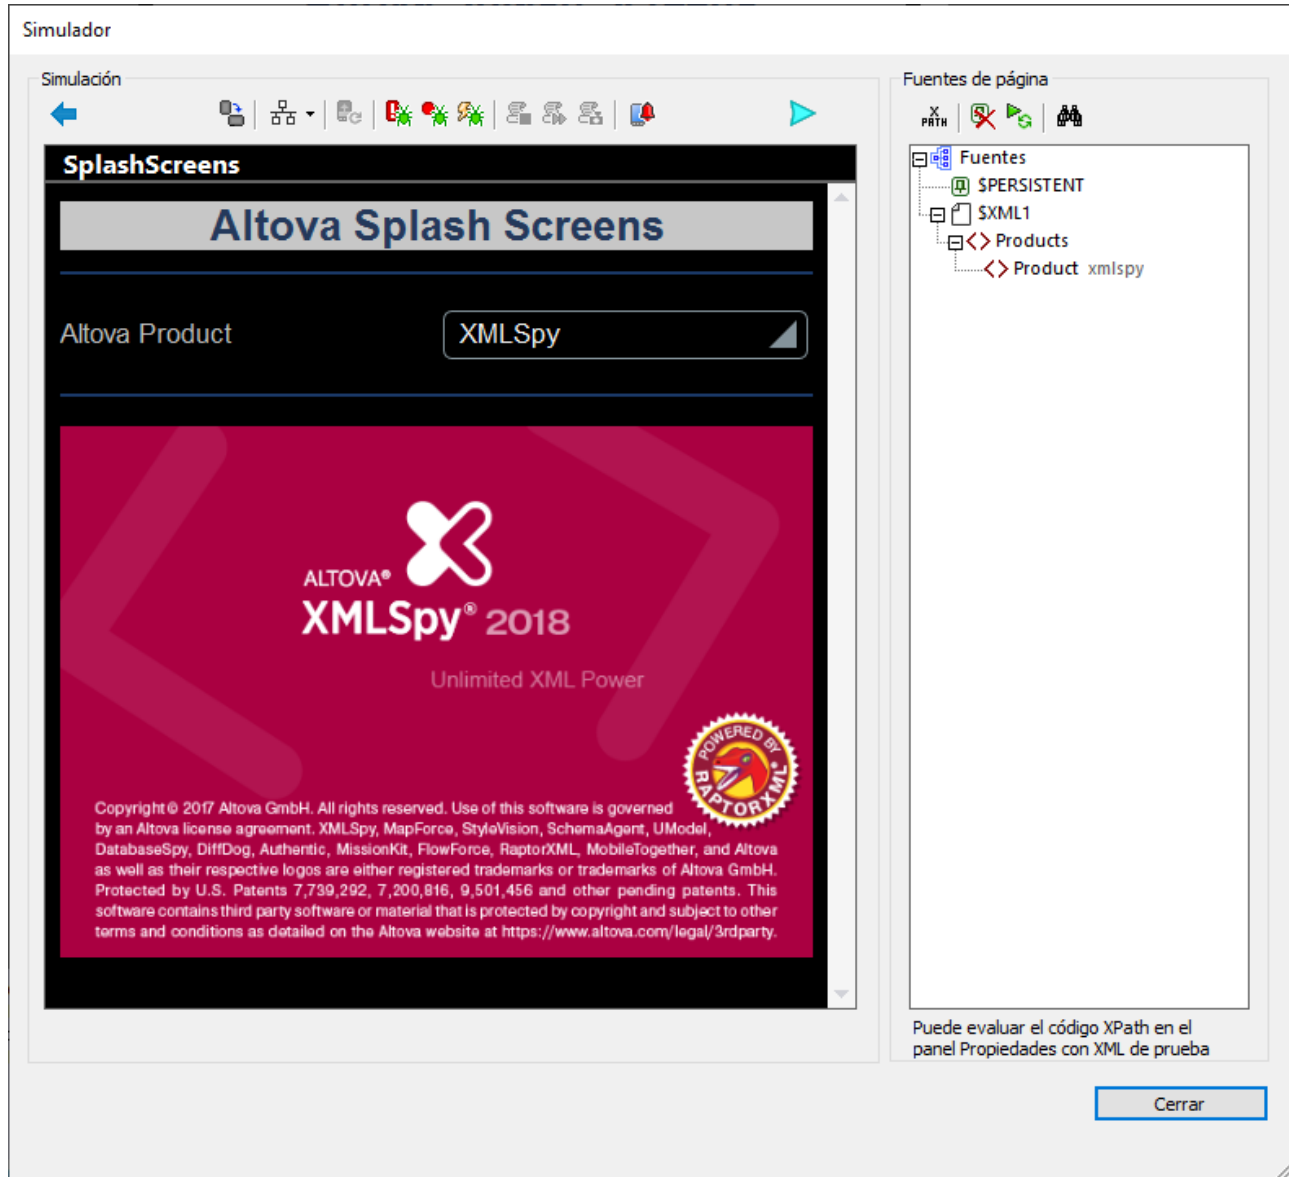 Simulador
Simulación
SplashScreens
Altova Splash Screens
Altova Product
XMLSpy
ALTOVA®
XMLSpy® 2018
Unlimited XML Power
POWERED BY
RAPTORXML
Copyright© 2017 Altova GmbH. All rights reserved. Use of this software is governed
by an Altova license agreement. XMLSpy, MapForce, StyleVision, SchemaAgent, UModel,
DatabaseSpy, DiffDog, Authentic, MissionKit, FlowForce, RaptorXML, MobileTogether, and Altova
as well as their respective logos are either registered trademarks or trademarks of Altova GmbH.
Protected by U.S. Patents 7,739,292, 7,200,816, 9,501,456 and other pending patents. This
software contains third party software or material that is protected by copyright and subject to other
terms and conditions as detailed on the Altova website at https://www.altova.com/legal/3rdparty.
Fuentes de página
X
PATH
Fuentes
$PERSISTENT
$XML1
Products
Product xmlspy
Puede evaluar el código XPath en el
panel Propiedades con XML de prueba
Cerrar